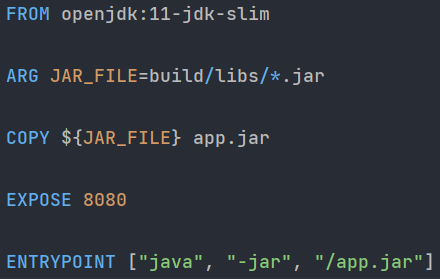 FROM openjdk:11-jdk-slim
ARG JAR_FILE=build/libs/*.jar
COPY ${JAR_FILE} app.jar
EXPOSE 8080
ENTRYPOINT ["java", "-jar", "/app.jar"]